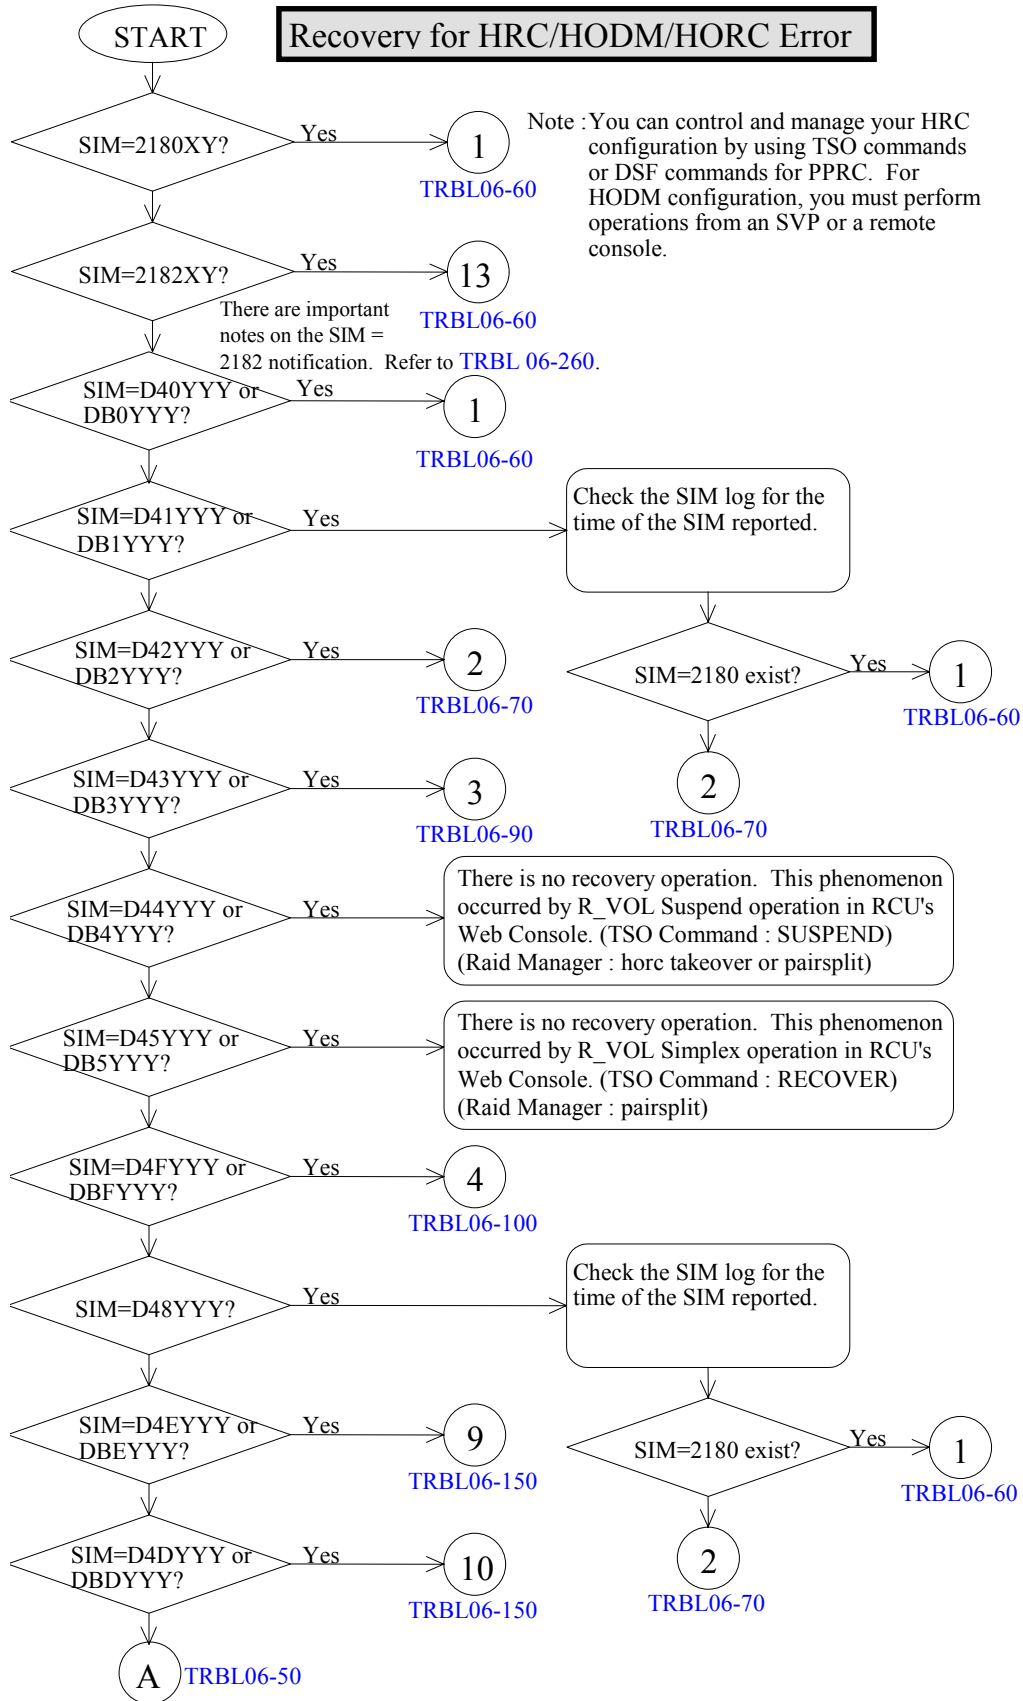 START
Recovery for HRC/HODM/HORC Error
SIM=2180XY?
Yes
1
TRBL06-60
Note :You can control and manage your HRC
configuration by using TSO commands
or DSF commands for PPRC.  For
HODM configuration, you must perform
operations from an SVP or a remote
console.
SIM=2182XY?
Yes
13
TRBL06-60
There are important
notes on the SIM =
2182 notification.  Refer to TRBL 06-260.
SIM=D40YYY or
DB0YYY?
Yes
1
TRBL06-60
SIM=D41YYY or
DB1YYY?
Yes
Check the SIM log for the
time of the SIM reported.
SIM=2180 exist?
Yes
1
TRBL06-60
2
TRBL06-70
SIM=D42YYY or
DB2YYY?
Yes
2
TRBL06-70
SIM=D43YYY or
DB3YYY?
Yes
3
TRBL06-90
SIM=D44YYY or
DB4YYY?
Yes
There is no recovery operation.  This phenomenon
occurred by R_VOL Suspend operation in RCU's
Web Console. (TSO Command : SUSPEND)
(Raid Manager : horc takeover or pairsplit)
SIM=D45YYY or
DB5YYY?
Yes
There is no recovery operation.  This phenomenon
occurred by R_VOL Simplex operation in RCU's
Web Console. (TSO Command : RECOVER)
(Raid Manager : pairsplit)
SIM=D4FYYY or
DBFYYY?
Yes
4
TRBL06-100
SIM=D48YYY?
Yes
Check the SIM log for the
time of the SIM reported.
SIM=2180 exist?
Yes
1
TRBL06-60
2
TRBL06-70
SIM=D4EYYY or
DBEYYY?
Yes
9
TRBL06-150
SIM=D4DYYY or
DBDYYY?
Yes
10
TRBL06-150
A
TRBL06-50